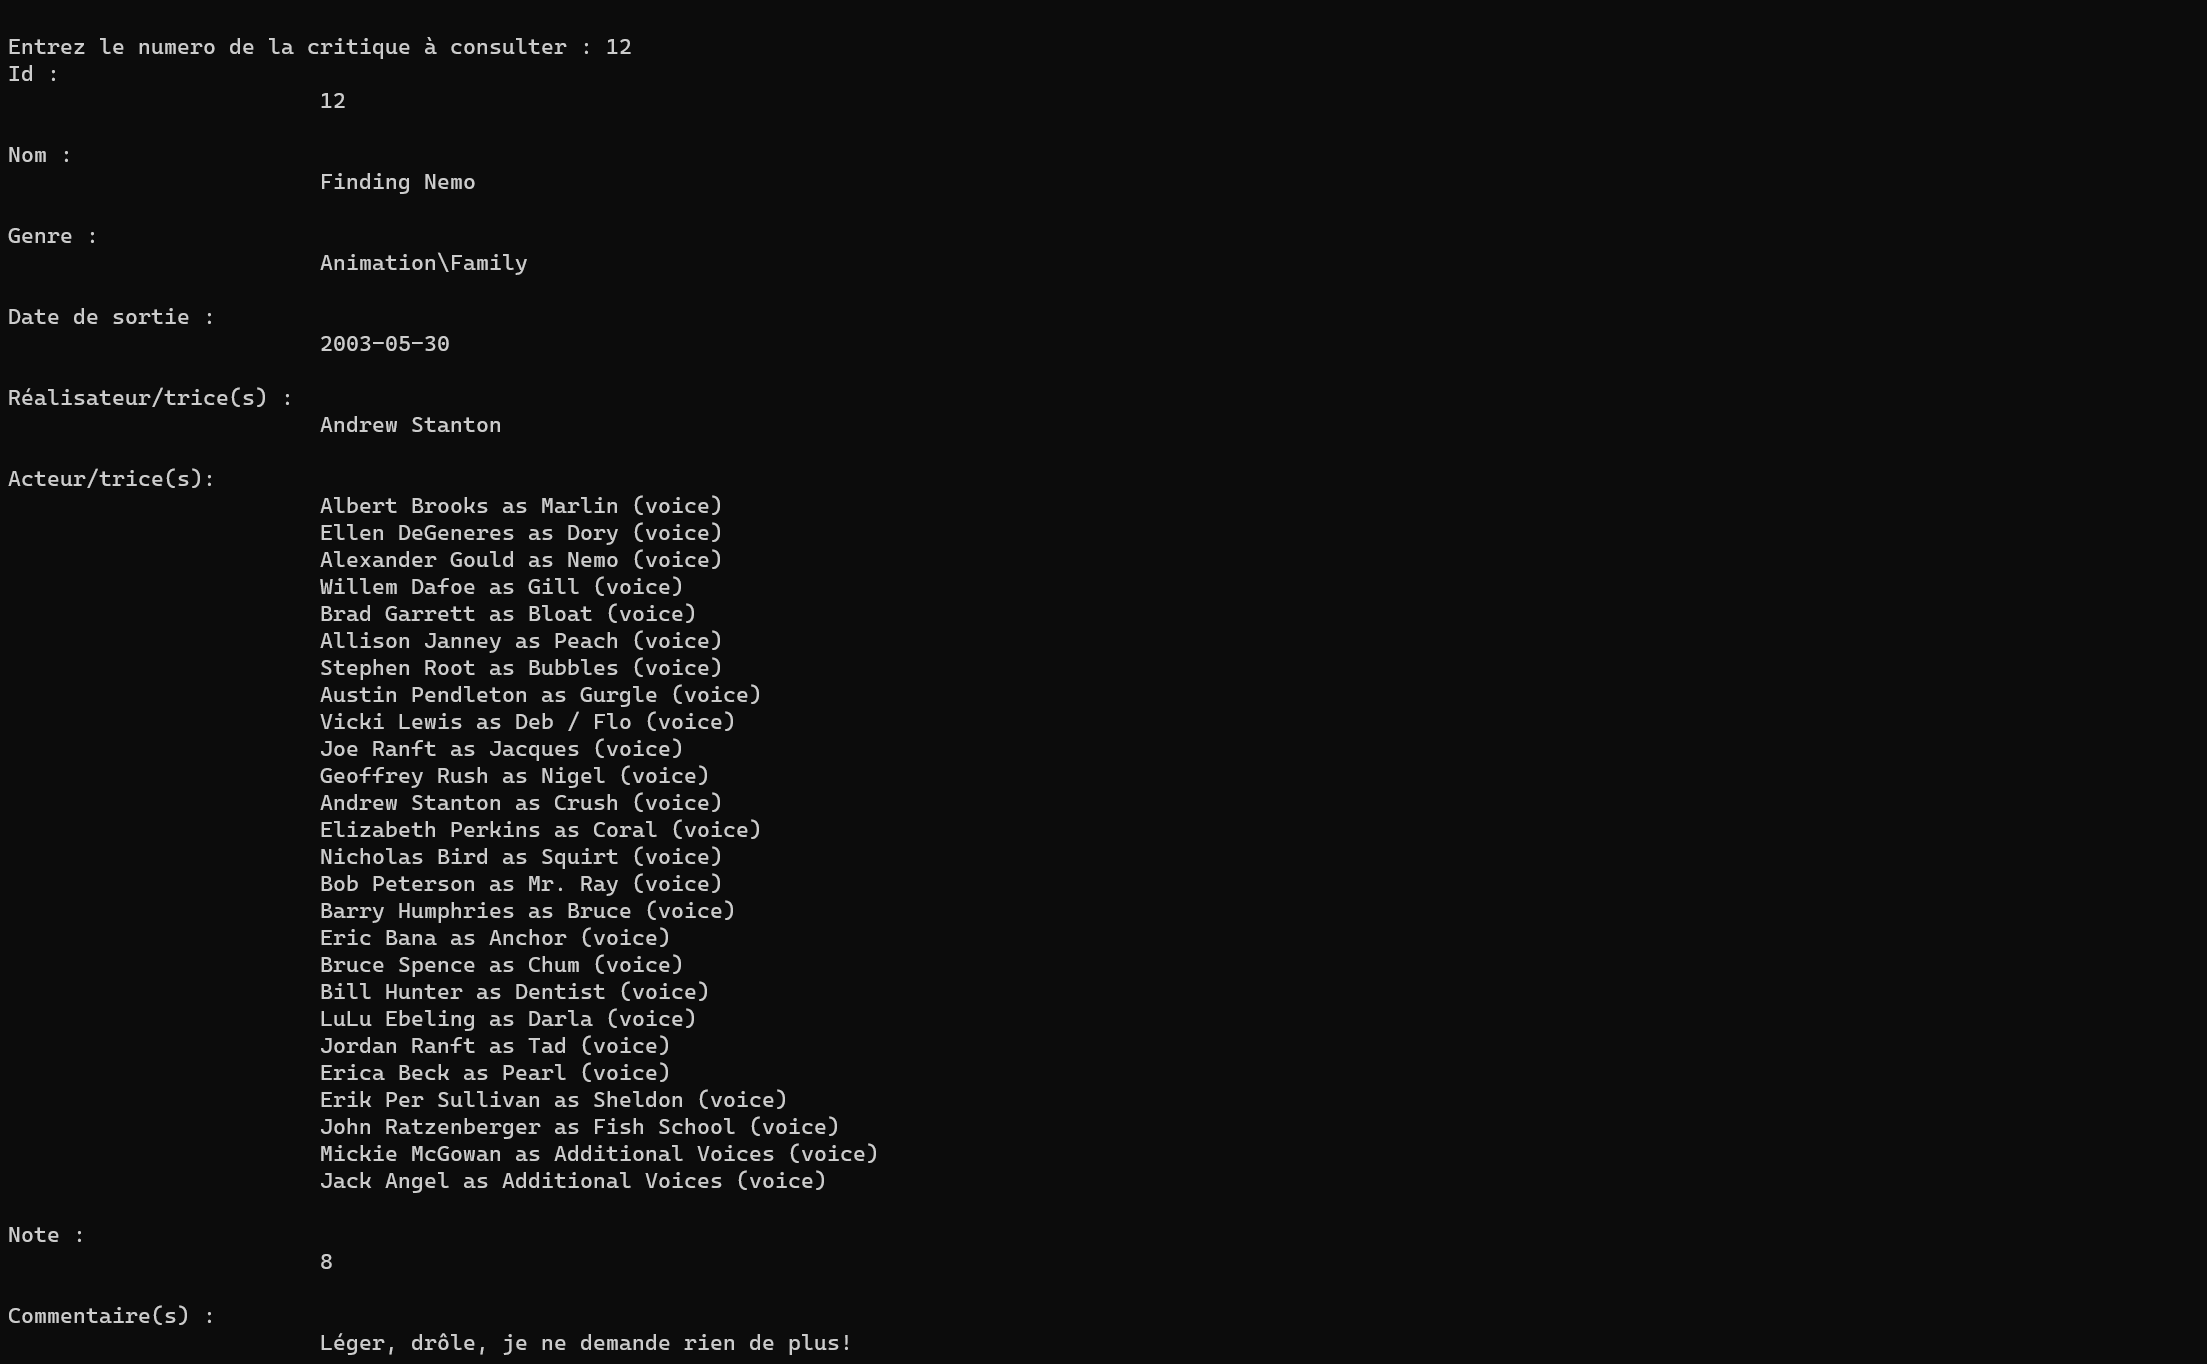 Entrez le numero de la critique à consulter : 12
Id :
12
Nom :
Finding Nemo
Genre :
Animation\Family
Date de sortie :
2003-05-30
Réalisateur/trice(s) :
Andrew Stanton
Acteur/trice(s):
Albert Brooks as Marlin (voice)
Ellen DeGeneres as Dory (voice)
Alexander Gould as Nemo (voice)
Willem Dafoe as Gill (voice)
Brad Garrett as Bloat (voice)
Allison Janney as Peach (voice)
Stephen Root as Bubbles (voice)
Austin Pendleton as Gurgle (voice)
Vicki Lewis as Deb / Flo (voice)
Joe Ranft as Jacques (voice)
Geoffrey Rush as Nigel (voice)
Andrew Stanton as Crush (voice)
Elizabeth Perkins as Coral (voice)
Nicholas Bird as Squirt (voice)
Bob Peterson as Mr. Ray (voice)
Barry Humphries as Bruce (voice)
Eric Bana as Anchor (voice)
Bruce Spence as Chum (voice)
Bill Hunter as Dentist (voice)
LuLu Ebeling as Darla (voice)
Jordan Ranft as Tad (voice)
Erica Beck as Pearl (voice)
Erik Per Sullivan as Sheldon (voice)
John Ratzenberger as Fish School (voice)
Mickie McGowan as Additional Voices (voice)
Jack Angel as Additional Voices (voice)
Note :
8
Commentaire(s) :
Léger, drôle, je ne demande rien de plus!